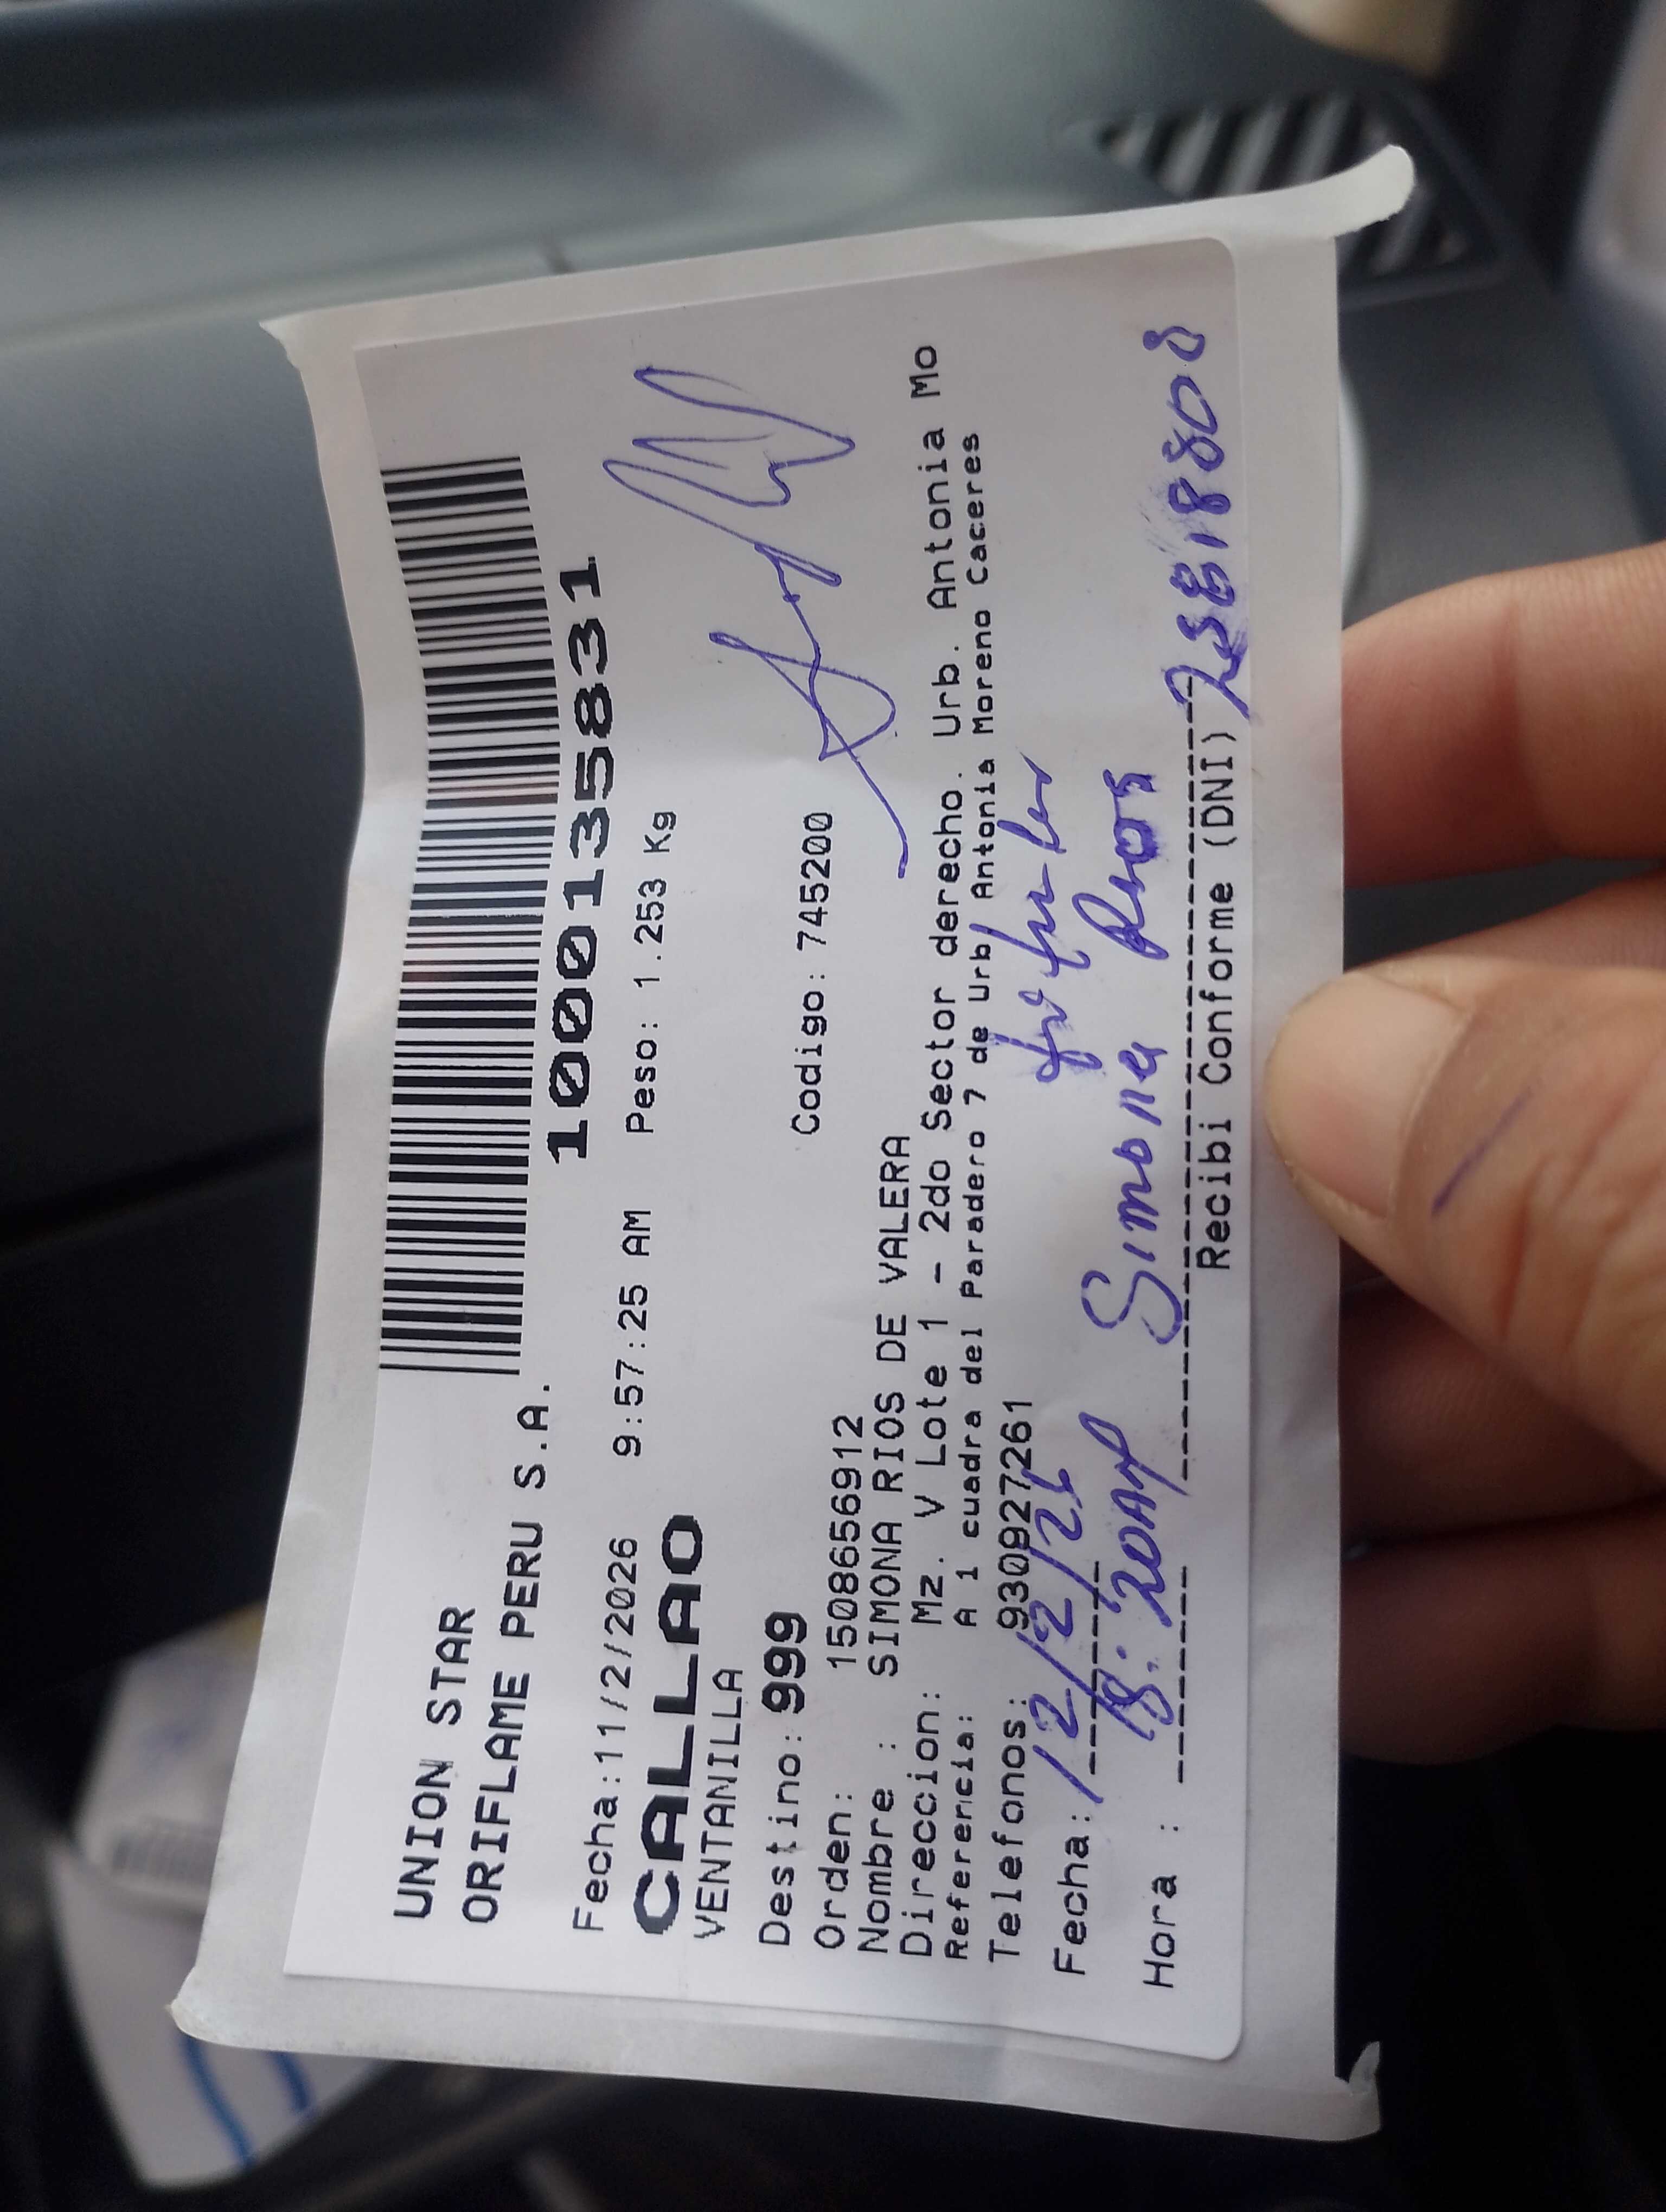 UNION STAR
ORIFLAME PERU S.A.
1000135831
Fecha:11/2/2026 9:57:25 AM Peso: 1.253 Kg
CALLAO
VENTANILLA
Destino: 999 Codigo: 745200
Orden: 1508656912
Nombre : SIMONA RIOS DE VALERA
Direccion: Mz. V Lote 1 - 2do Sector derecho. Urb. Antonia Mo
Referencia: A 1 cuadra del Paradero 7 de Urb/ Antonia Moreno Caceres
Telefonos: 930927261
Fecha: 12/2/26
Hora : 18:20 Simona Rios
Recibi Conforme (DNI)